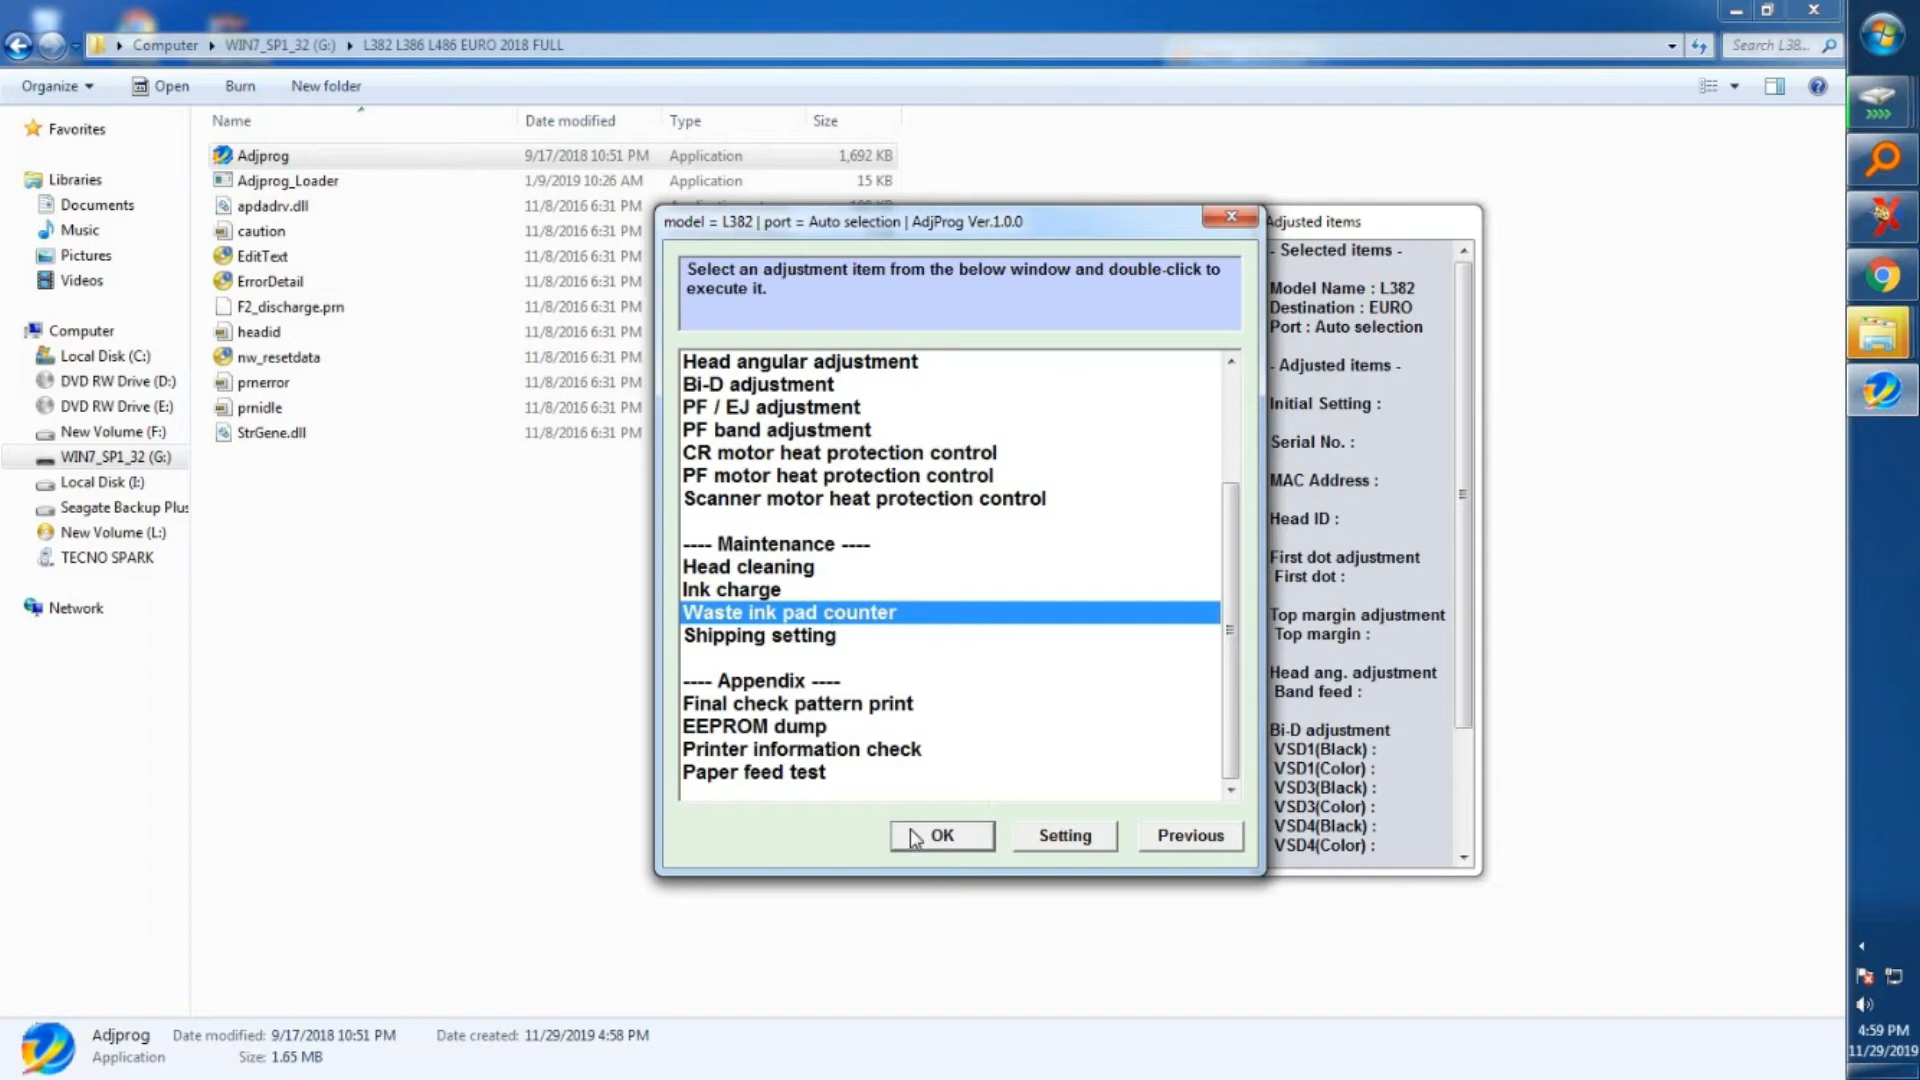 Computer
WIN7_SP1_32 (G:)
L382 L386 L486 EURO 2018 FULL
Search L38...
Organize
Open
Burn
New folder
Name
Date modified
Type
Size
Favorites
Libraries
Documents
Music
Pictures
Videos
Computer
Local Disk (C:)
DVD RW Drive (D:)
DVD RW Drive (E:)
New Volume (F:)
WIN7_SP1_32 (G:)
Local Disk (I:)
Seagate Backup Plus
New Volume (L:)
TECNO SPARK
Network
Adjprog 9/17/2018 10:51 PM Application 1,692 KB
Adjprog_Loader 1/9/2019 10:26 AM Application 15 KB
apdadrv.dll 11/8/2016 6:31 PM
caution 11/8/2016 6:31 PM
EditText 11/8/2016 6:31 PM
ErrorDetail 11/8/2016 6:31 PM
F2_discharge.prn 11/8/2016 6:31 PM
headid 11/8/2016 6:31 PM
nw_resetdata 11/8/2016 6:31 PM
prnerror 11/8/2016 6:31 PM
prnidle 11/8/2016 6:31 PM
StrGene.dll 11/8/2016 6:31 PM
model = L382 | port = Auto selection | AdjProg Ver.1.0.0
Select an adjustment item from the below window and double-click to
execute it.
Head angular adjustment
Bi-D adjustment
PF / EJ adjustment
PF band adjustment
CR motor heat protection control
PF motor heat protection control
Scanner motor heat protection control
---- Maintenance ----
Head cleaning
Ink charge
Waste ink pad counter
Shipping setting
---- Appendix ----
Final check pattern print
EEPROM dump
Printer information check
Paper feed test
OK
Setting
Previous
Adjusted items
- Selected items -
Model Name : L382
Destination : EURO
Port : Auto selection
- Adjusted items -
Initial Setting :
Serial No. :
MAC Address :
Head ID :
First dot adjustment
First dot :
Top margin adjustment
Top margin :
Head ang. adjustment
Band feed :
Bi-D adjustment
VSD1(Black) :
VSD1(Color) :
VSD3(Black) :
VSD3(Color) :
VSD4(Black) :
VSD4(Color) :
Adjprog Date modified: 9/17/2018 10:51 PM Date created: 11/29/2019 4:58 PM
Application Size: 1.65 MB
4:59 PM
11/29/2019